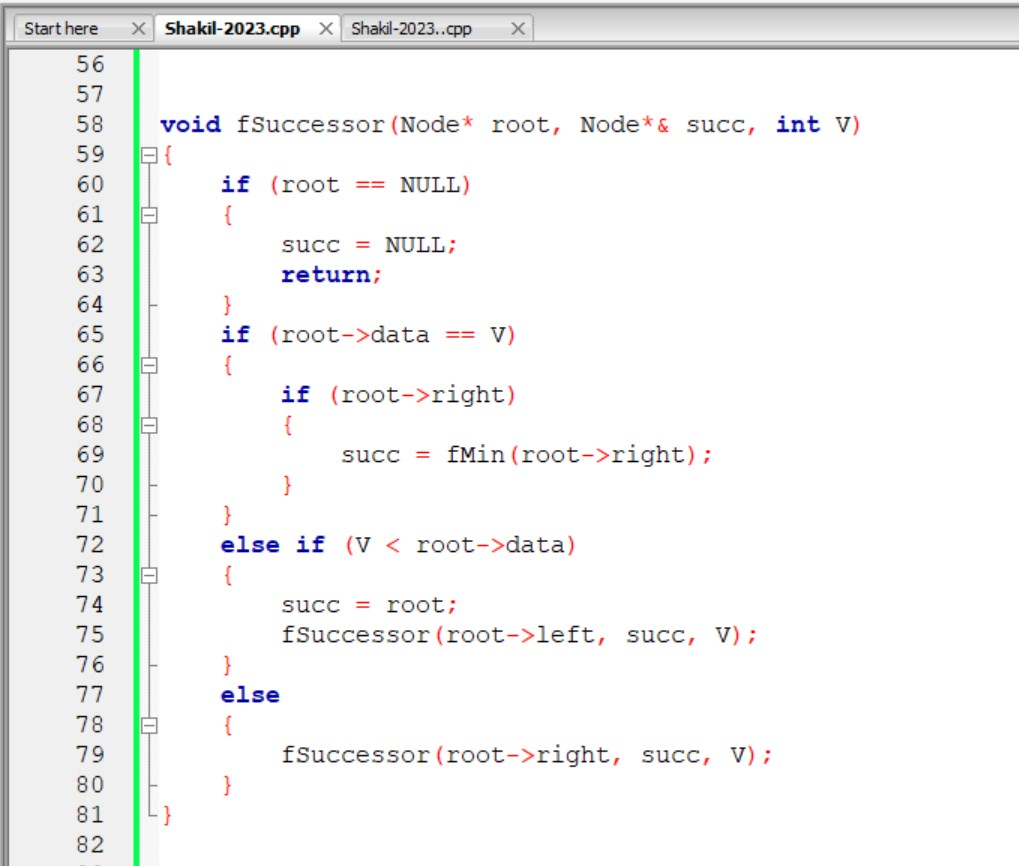 Start here Shakil-2023.cpp Shakil-2023..cpp
56
57
58 void fSuccessor(Node* root, Node*& succ, int V)
59 {
60     if (root == NULL)
61     {
62         succ = NULL;
63         return;
64     }
65     if (root->data == V)
66     {
67         if (root->right)
68         {
69             succ = fMin(root->right);
70         }
71     }
72     else if (V < root->data)
73     {
74         succ = root;
75         fSuccessor(root->left, succ, V);
76     }
77     else
78     {
79         fSuccessor(root->right, succ, V);
80     }
81 }
82